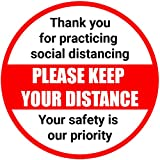 Thank you
for practicing
social distancing
PLEASE KEEP
YOUR DISTANCE
Your safety is
our priority